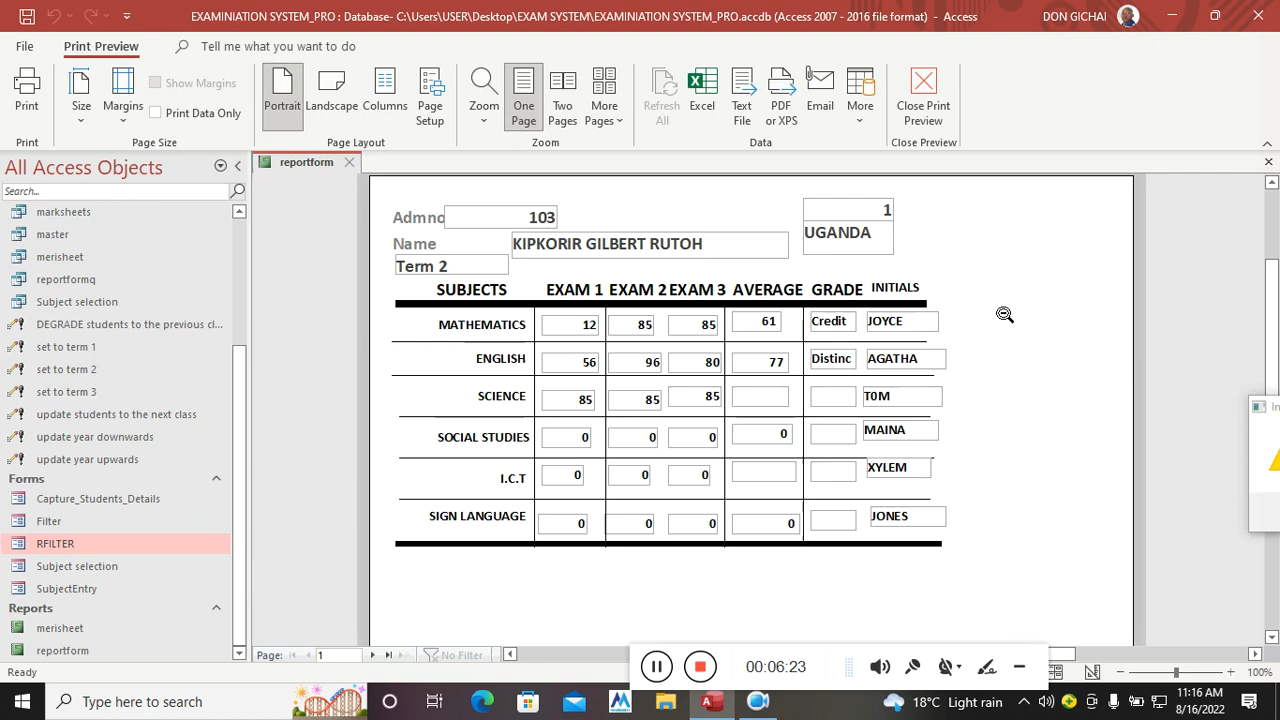 EXAMINIATION SYSTEM_PRO : Database- C:\Users\USER\Desktop\EXAM SYSTEM\EXAMINIATION SYSTEM_PRO.accdb (Access 2007 - 2016 file format) - Access
DON GICHAI
File Print Preview Tell me what you want to do
Show Margins
Print Data Only
Print Size Margins Portrait Landscape Columns Page Setup Zoom One Page Two Pages More Pages Refresh All Excel Text File PDF or XPS Email More Close Print Preview
Print Page Size Page Layout Zoom Data Close Preview
All Access Objects
reportform
Search...
marksheets
master
merisheet
reportformq
Subject selection
DEGRADE students to the previous cl...
set to term 1
set to term 2
set to term 3
update students to the next class
update year downwards
update year upwards
Forms
Capture_Students_Details
Filter
RFILTER
Subject selection
SubjectEntry
Reports
merisheet
reportform
Admno 103 1
Name KIPKORIR GILBERT RUTOH UGANDA
Term 2
SUBJECTS EXAM 1 EXAM 2 EXAM 3 AVERAGE GRADE INITIALS
MATHEMATICS 12 85 85 61 Credit JOYCE
ENGLISH 56 96 80 77 Distinc AGATHA
SCIENCE 85 85 85 T0M
SOCIAL STUDIES 0 0 0 0 MAINA
I.C.T 0 0 0 XYLEM
SIGN LANGUAGE 0 0 0 0 JONES
Page: 1 No Filter
Ready
100%
00:06:23
Type here to search
18°C Light rain
11:16 AM
8/16/2022